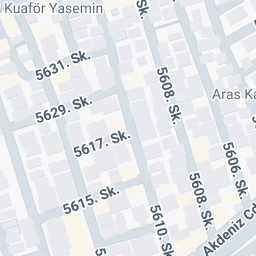 Kuaför Yasemin
5631. Sk.
5629. Sk.
5608. Sk.
Aras Ka
5617. Sk.
5606. Sk.
5615. Sk.
5608. Sk.
5610. Sk.
Akdeniz Cd